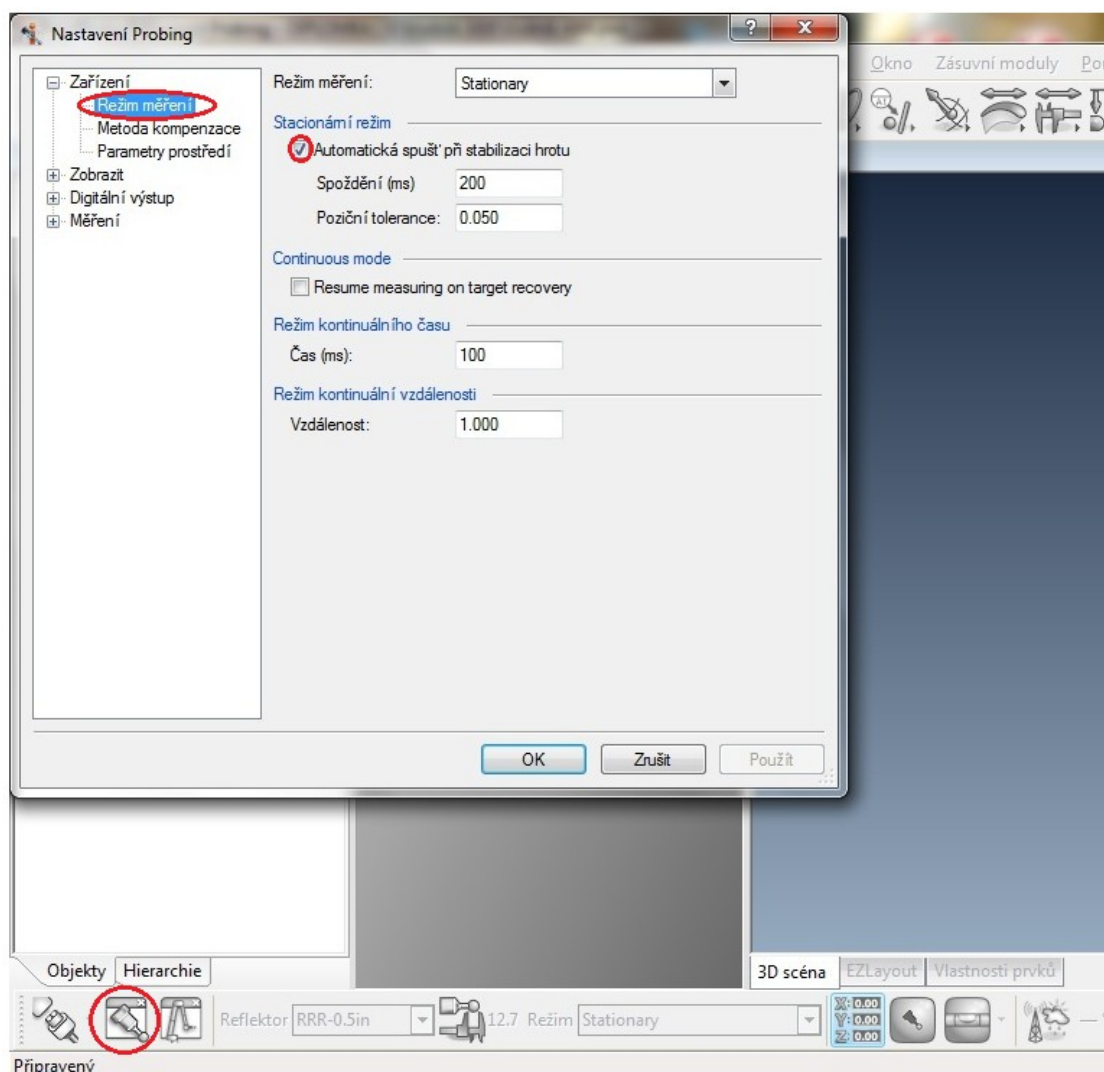 Nastavení Probing
Okno Zásuvní moduly
Zařízení
Režim měření
Metoda kompenzace
Parametry prostředí
Zobrazit
Digitální výstup
Měření
Režim měření: Stationary
Stacionární režim
Automatická spušť při stabilizaci hrotu
Spoždění (ms) 200
Poziční tolerance: 0.050
Continuous mode
Resume measuring on target recovery
Režim kontinuálního času
Čas (ms): 100
Režim kontinuální vzdálenosti
Vzdálenost: 1.000
OK Zrušit Použít
Objekty Hierarchie
3D scéna EZLayout Vlastnosti prvků
Reflektor RRR-0.5in 12.7 Režim Stationary
X: 0.00
Y: 0.00
Z: 0.00
Připravený